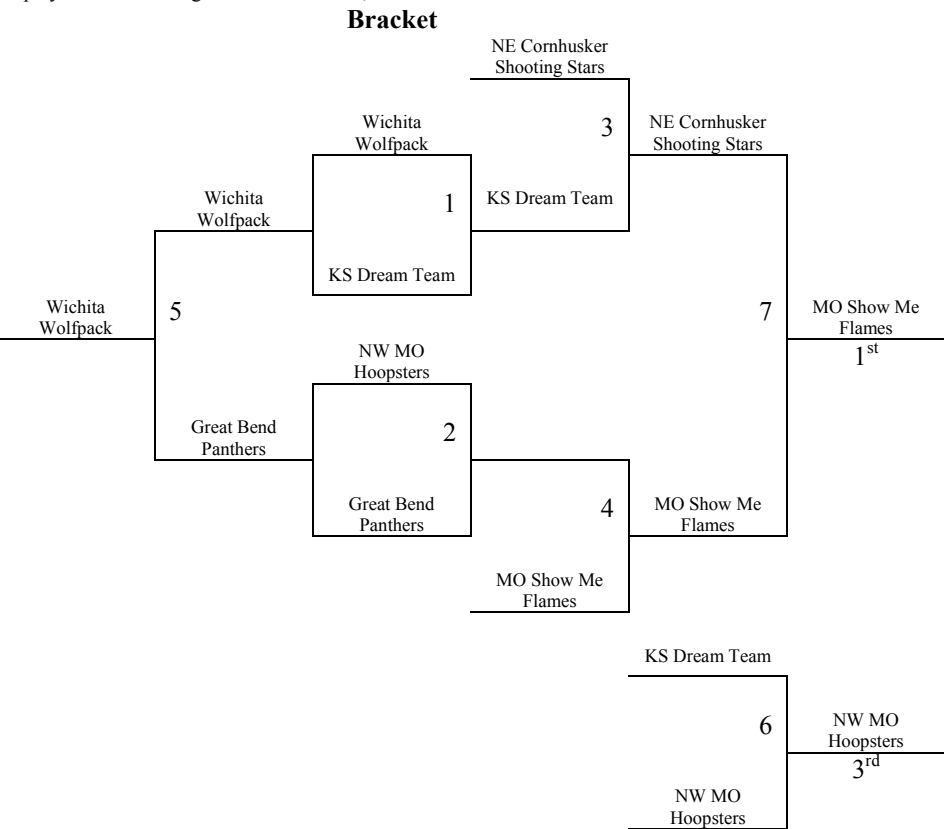 Bracket
NE Cornhusker
Shooting Stars
Wichita
Wolfpack
3
NE Cornhusker
Shooting Stars
Wichita
Wolfpack
1
KS Dream Team
KS Dream Team
Wichita
Wolfpack
5
7
MO Show Me
Flames
1st
NW MO
Hoopsters
Great Bend
Panthers
2
Great Bend
Panthers
4
MO Show Me
Flames
MO Show Me
Flames
KS Dream Team
6
NW MO
Hoopsters
3rd
NW MO
Hoopsters